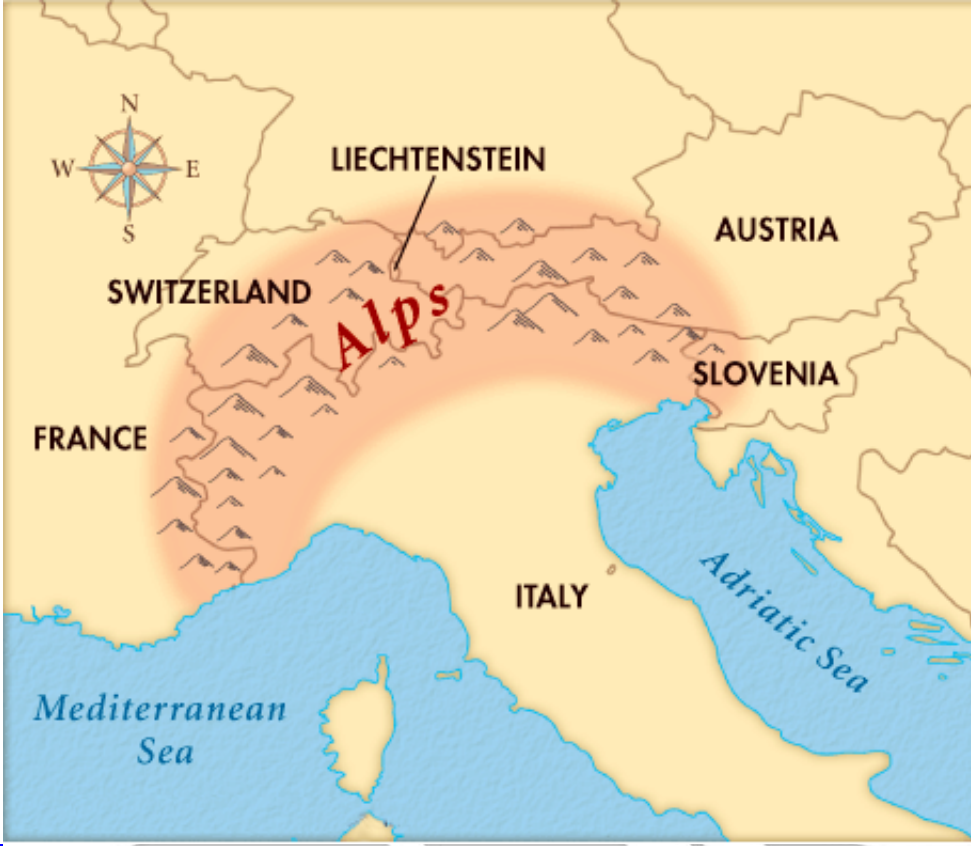 N
W E
S
LIECHTENSTEIN
AUSTRIA
SWITZERLAND
Alps
SLOVENIA
FRANCE
ITALY
Adriatic Sea
Mediterranean
Sea